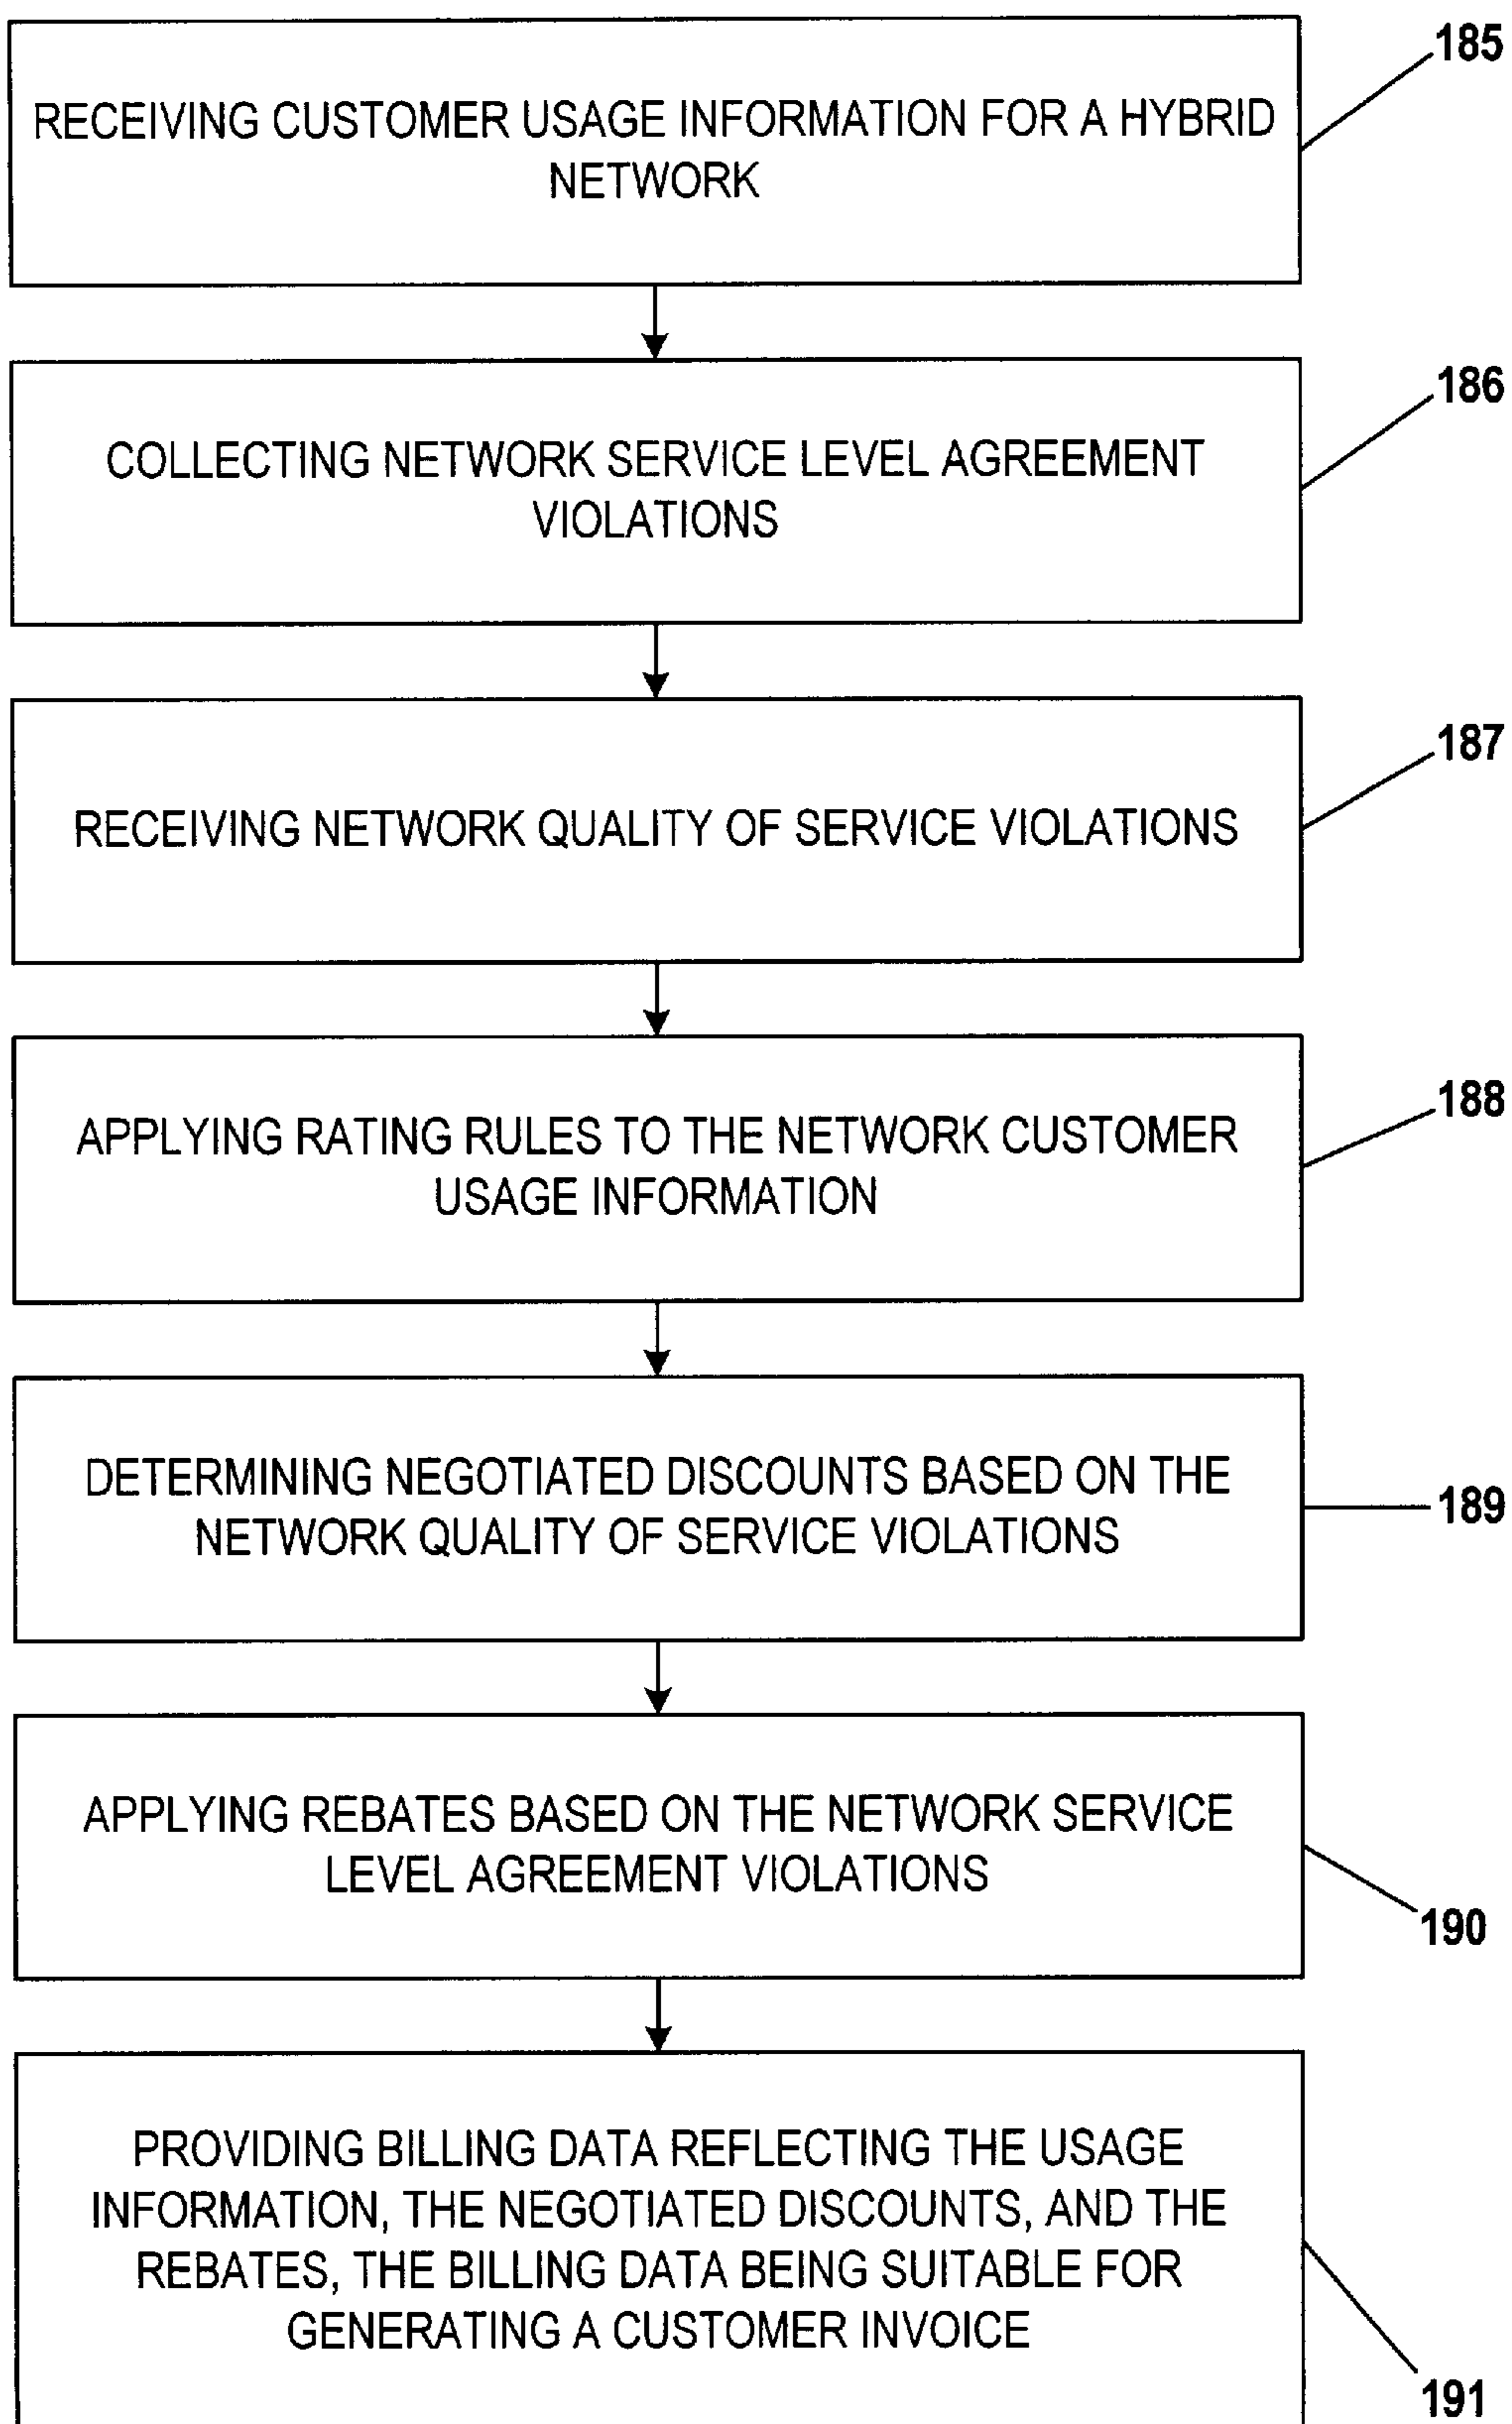 185
RECEIVING CUSTOMER USAGE INFORMATION FOR A HYBRID
NETWORK
186
COLLECTING NETWORK SERVICE LEVEL AGREEMENT
VIOLATIONS
187
RECEIVING NETWORK QUALITY OF SERVICE VIOLATIONS
188
APPLYING RATING RULES TO THE NETWORK CUSTOMER
USAGE INFORMATION
DETERMINING NEGOTIATED DISCOUNTS BASED ON THE
NETWORK QUALITY OF SERVICE VIOLATIONS
189
APPLYING REBATES BASED ON THE NETWORK SERVICE
LEVEL AGREEMENT VIOLATIONS
190
PROVIDING BILLING DATA REFLECTING THE USAGE
INFORMATION, THE NEGOTIATED DISCOUNTS, AND THE
REBATES, THE BILLING DATA BEING SUITABLE FOR
GENERATING A CUSTOMER INVOICE
191